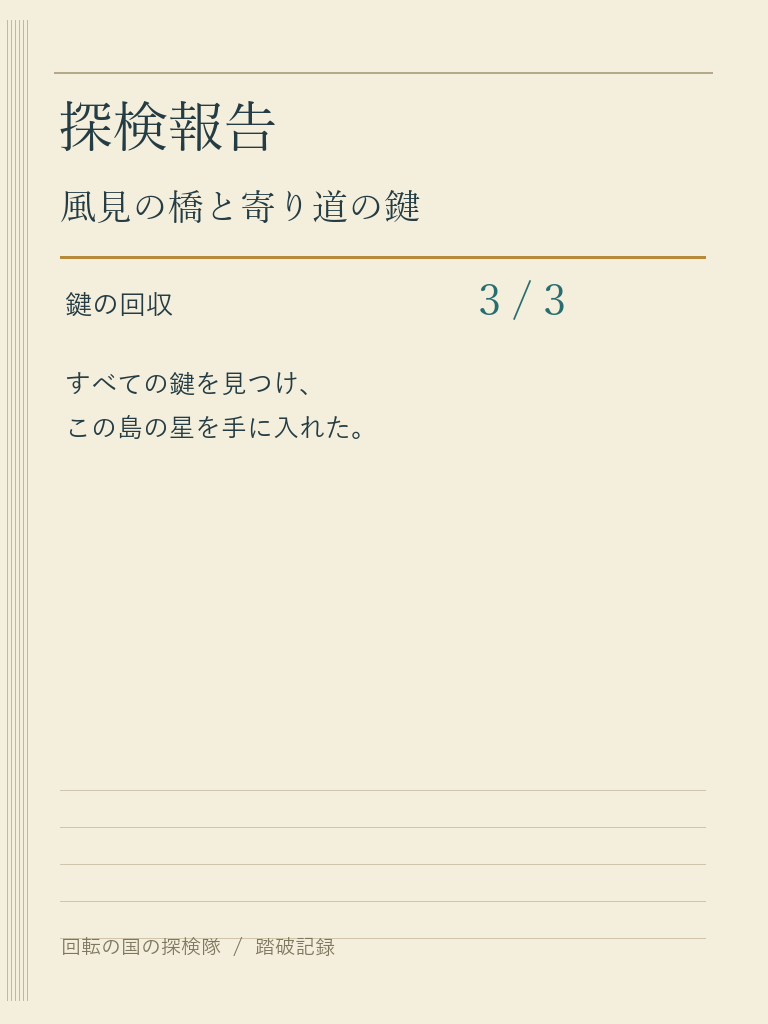 探検報告
風見の橋と寄り道の鍵
鍵の回収 3 / 3
すべての鍵を見つけ、
この島の星を手に入れた。
回転の国の探検隊 / 踏破記録